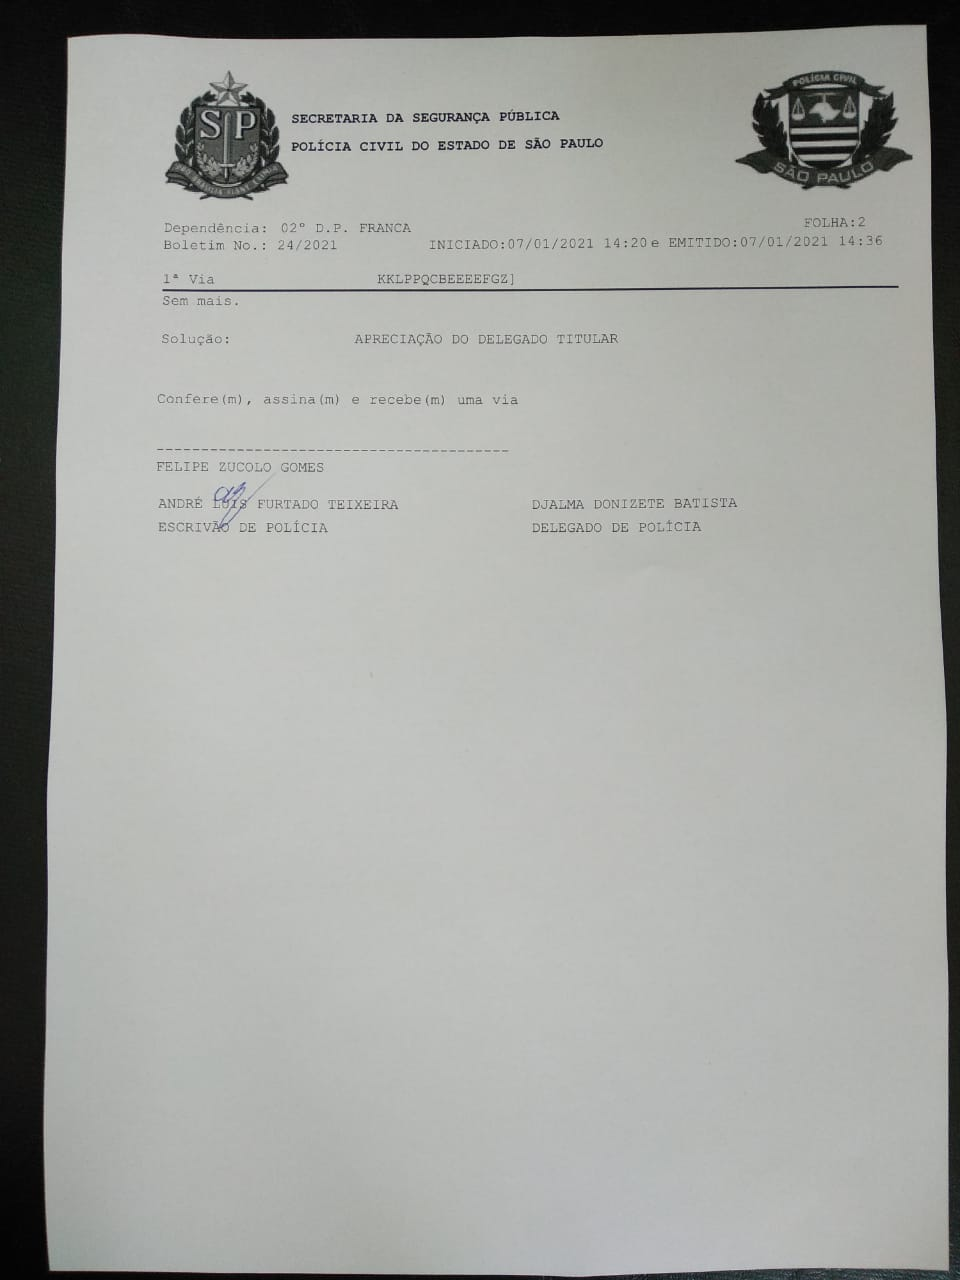 SP
POLÍCIA CIVIL
SÃO PAULO
SECRETARIA DA SEGURANÇA PÚBLICA
POLÍCIA CIVIL DO ESTADO DE SÃO PAULO
FOLHA:2
Dependência: 02º D.P. FRANCA
Boletim No.: 24/2021 INICIADO:07/01/2021 14:20 e EMITIDO:07/01/2021 14:36
1ª Via KKLPPQCBEEEEFGZ]
Sem mais.
Solução: APRECIAÇÃO DO DELEGADO TITULAR
Confere(m), assina(m) e recebe(m) uma via
----------------------------------------
FELIPE ZUCOLO GOMES
ANDRÉ LUIS FURTADO TEIXEIRA DJALMA DONIZETE BATISTA
ESCRIVÃO DE POLÍCIA DELEGADO DE POLÍCIA